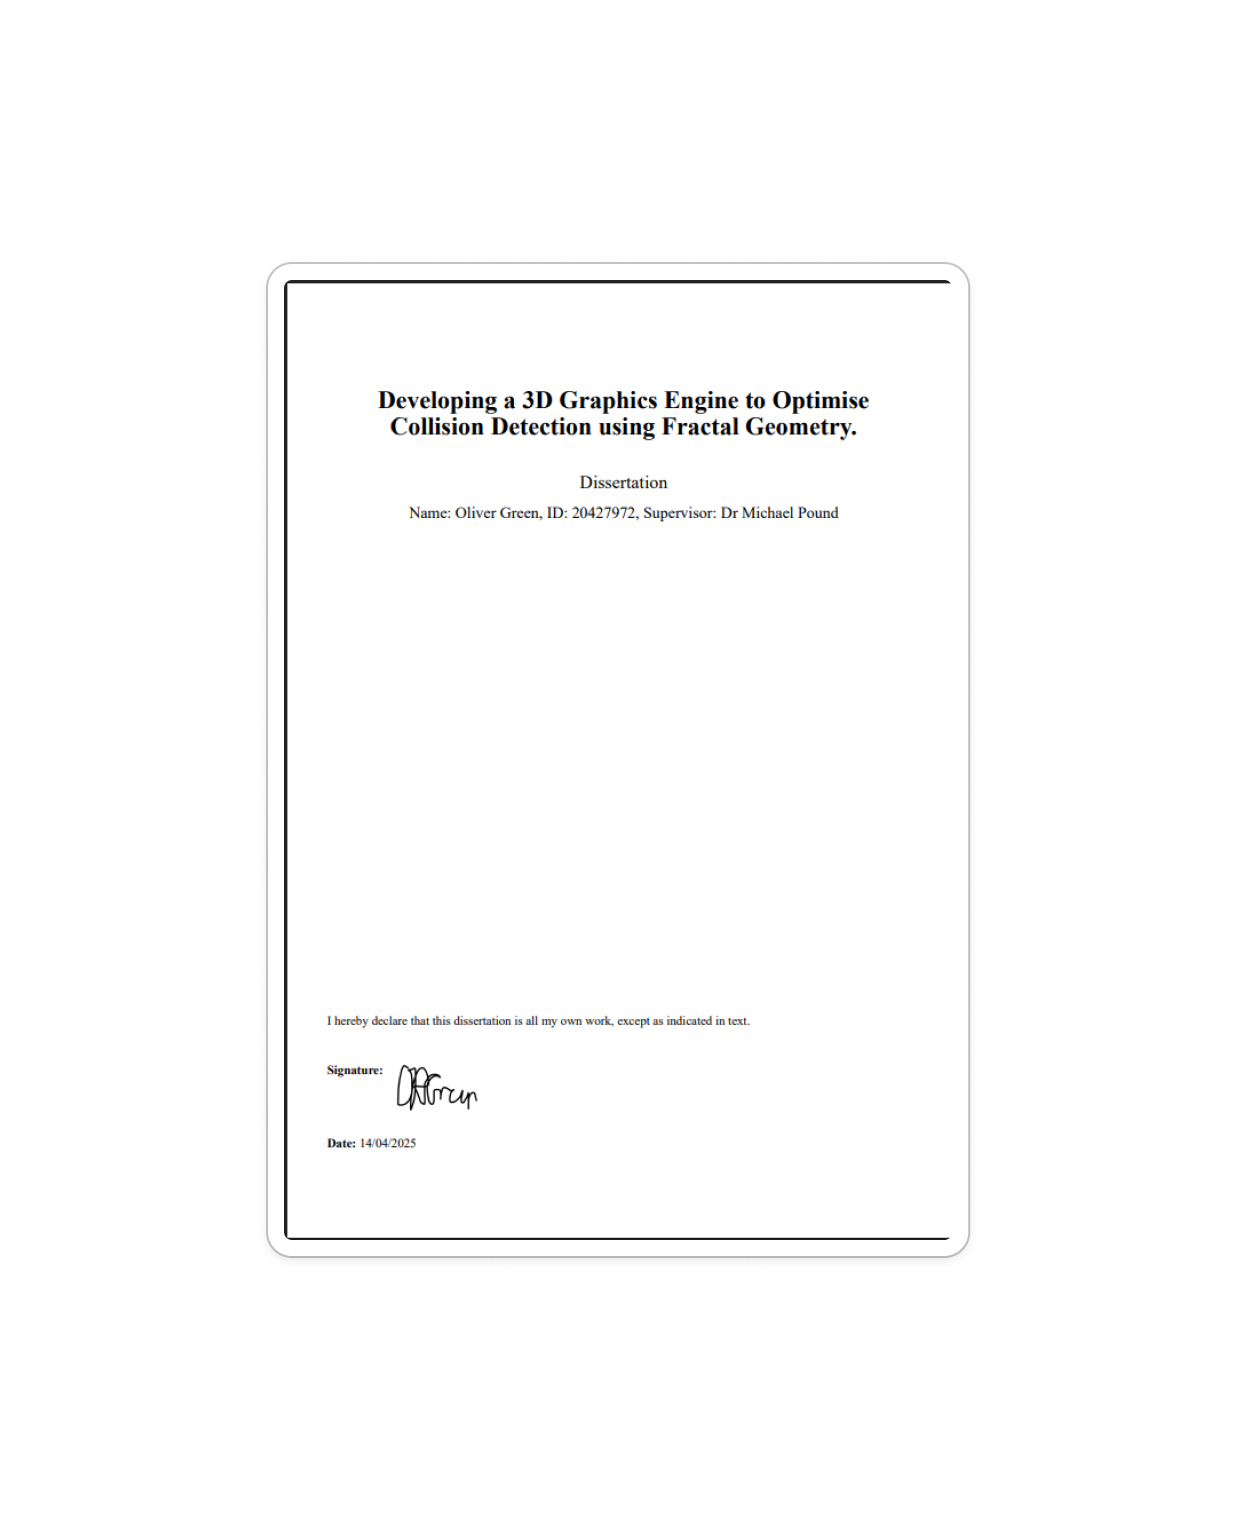 Developing a 3D Graphics Engine to Optimise
Collision Detection using Fractal Geometry.
Dissertation
Name: Oliver Green, ID: 20427972, Supervisor: Dr Michael Pound
I hereby declare that this dissertation is all my own work, except as indicated in text.
Signature:
Date: 14/04/2025